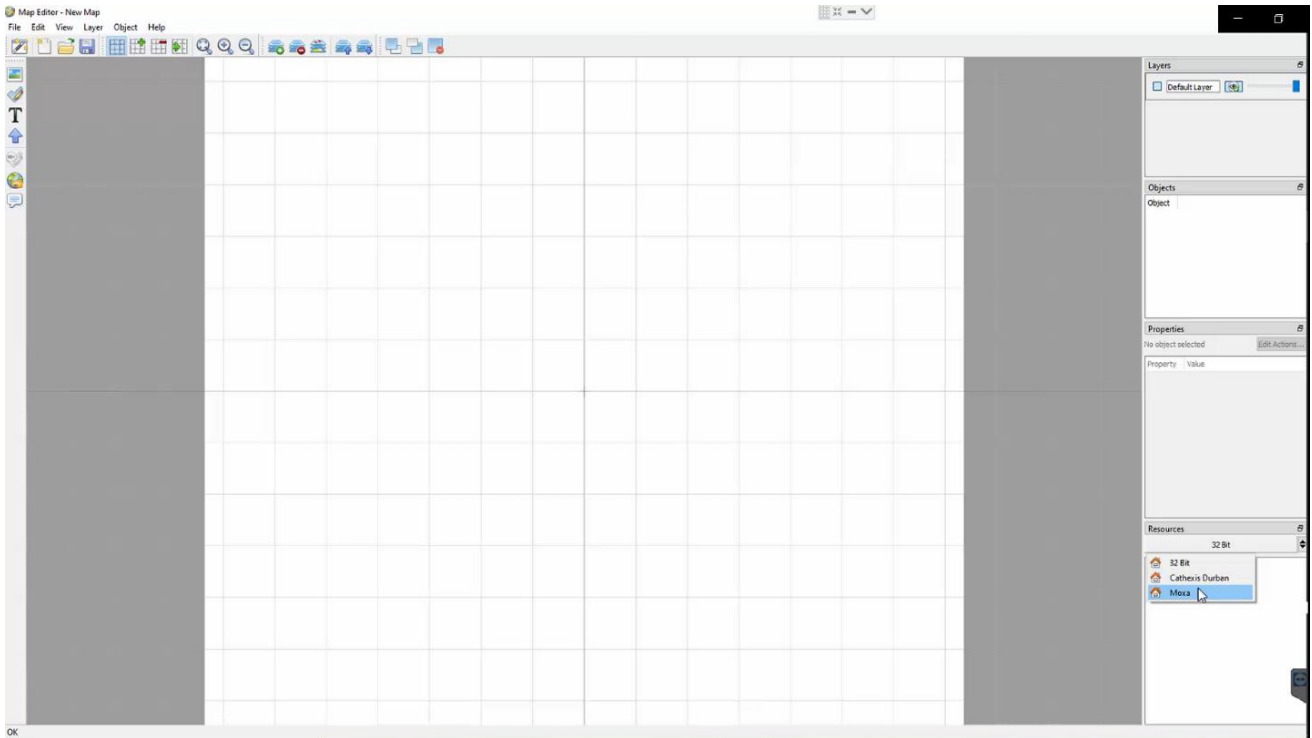 Map Editor - New Map
File Edit View Layer Object Help
T
Layers
Default Layer
Objects
Object
Properties
No object selected Edit Actions...
Property Value
Resources
32 Bit
32 Bit
Cathexis Durban
Moxa
OK